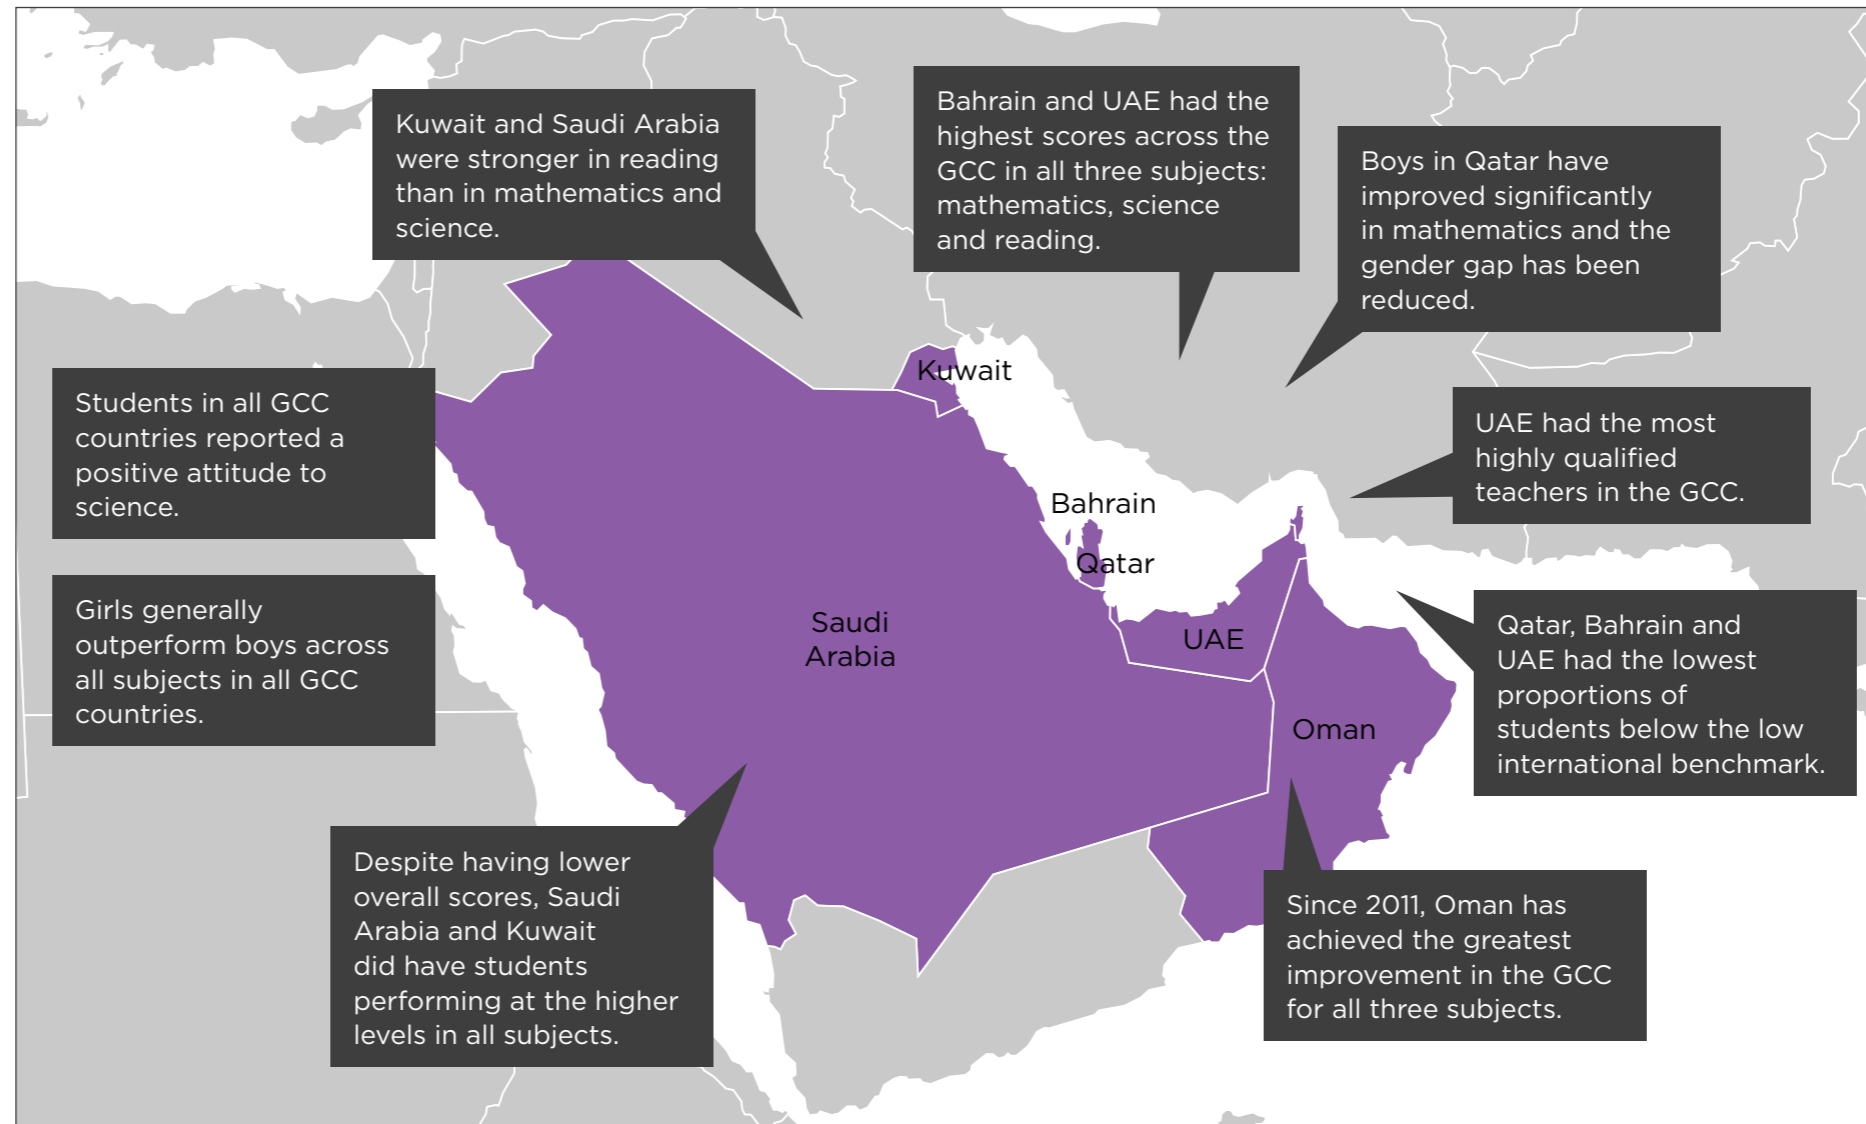 Kuwait and Saudi Arabia
were stronger in reading
than in mathematics and
science.
Bahrain and UAE had the
highest scores across the
GCC in all three subjects:
mathematics, science
and reading.
Boys in Qatar have
improved significantly
in mathematics and the
gender gap has been
reduced.
Students in all GCC
countries reported a
positive attitude to
science.
Kuwait
UAE had the most
highly qualified
teachers in the GCC.
Bahrain
Qatar
Girls generally
outperform boys across
all subjects in all GCC
countries.
Saudi
Arabia
UAE
Qatar, Bahrain and
UAE had the lowest
proportions of
students below the low
international benchmark.
Oman
Despite having lower
overall scores, Saudi
Arabia and Kuwait
did have students
performing at the higher
levels in all subjects.
Since 2011, Oman has
achieved the greatest
improvement in the GCC
for all three subjects.